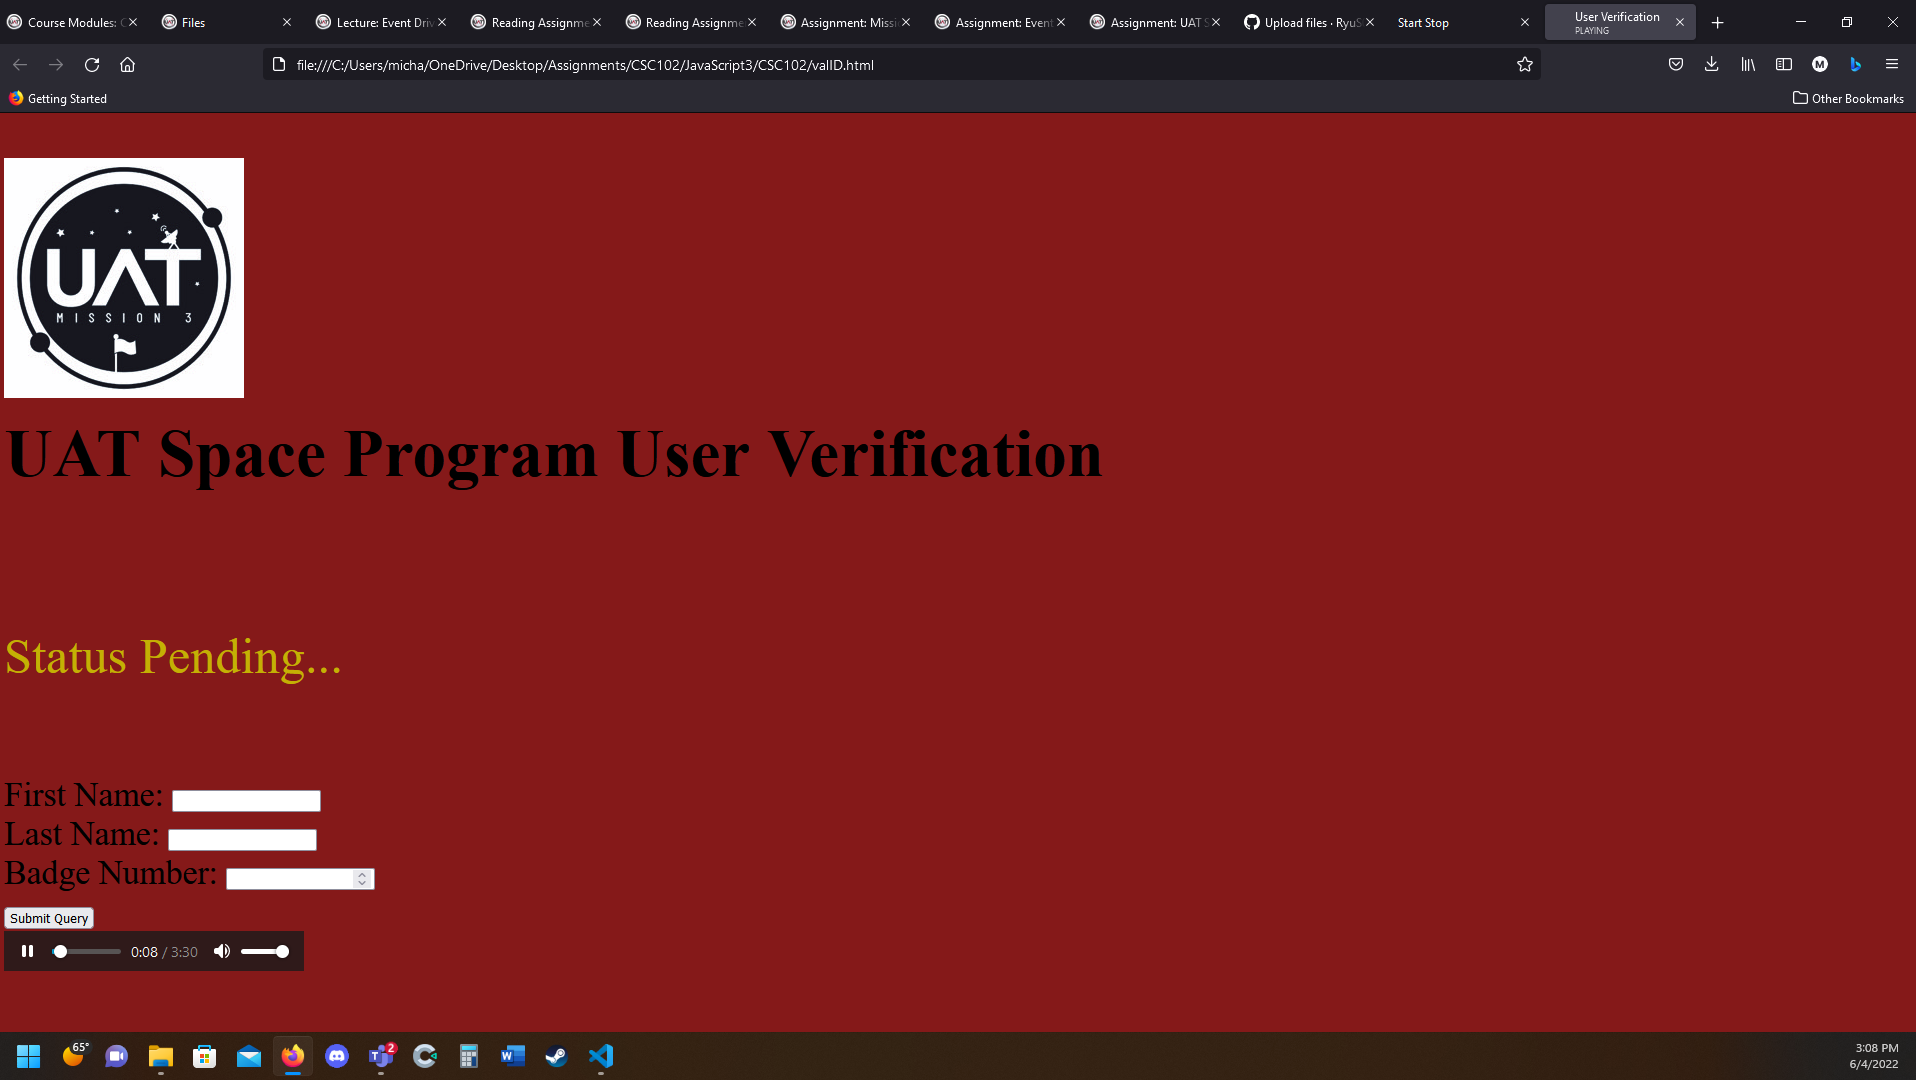 Course Modules: C
Files
Lecture: Event Driv
Reading Assignme
Reading Assignme
Assignment: Missi
Assignment: Event
Assignment: UAT S
Upload files · RyuS
Start Stop
User Verification
PLAYING
file:///C:/Users/micha/OneDrive/Desktop/Assignments/CSC102/JavaScript3/CSC102/valID.html
M
Getting Started
Other Bookmarks
UAT
MISSION 3
UAT Space Program User Verification
Status Pending...
First Name:
Last Name:
Badge Number:
Submit Query
0:08 / 3:30
65°
2
3:08 PM
6/4/2022